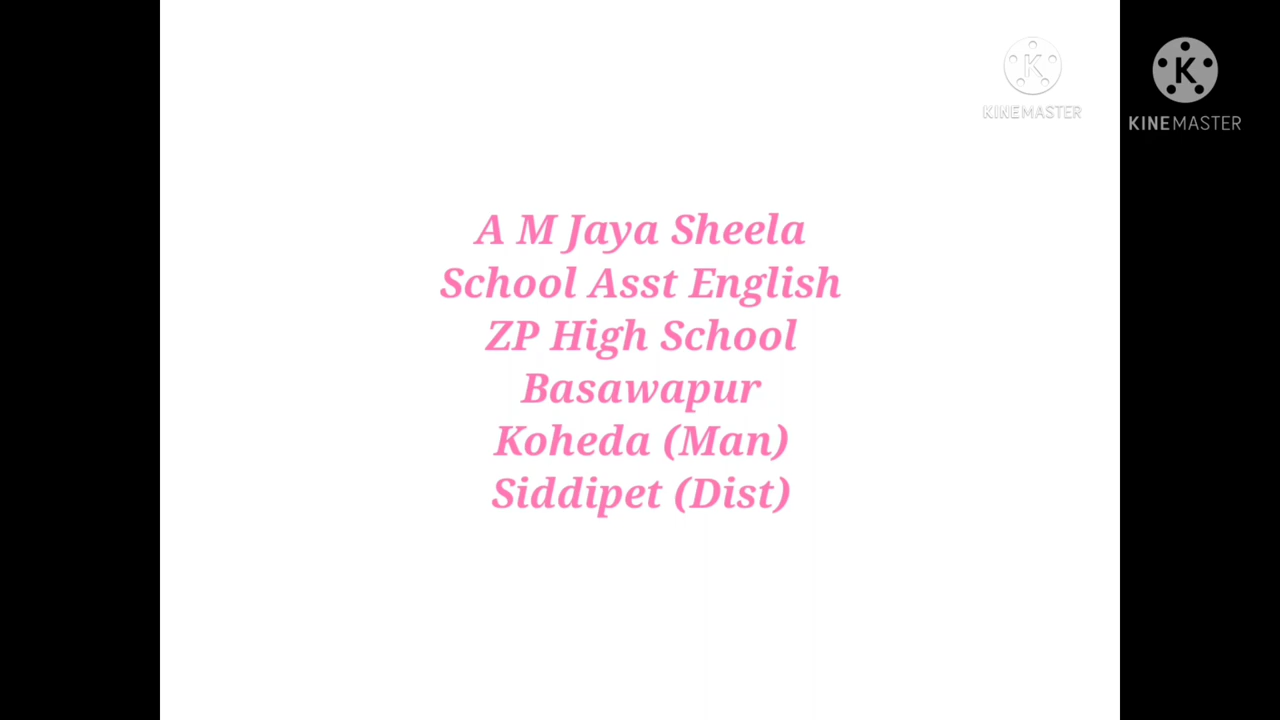 KINEMASTER
KINEMASTER
A M Jaya Sheela
School Asst English
ZP High School
Basawapur
Koheda (Man)
Siddipet (Dist)